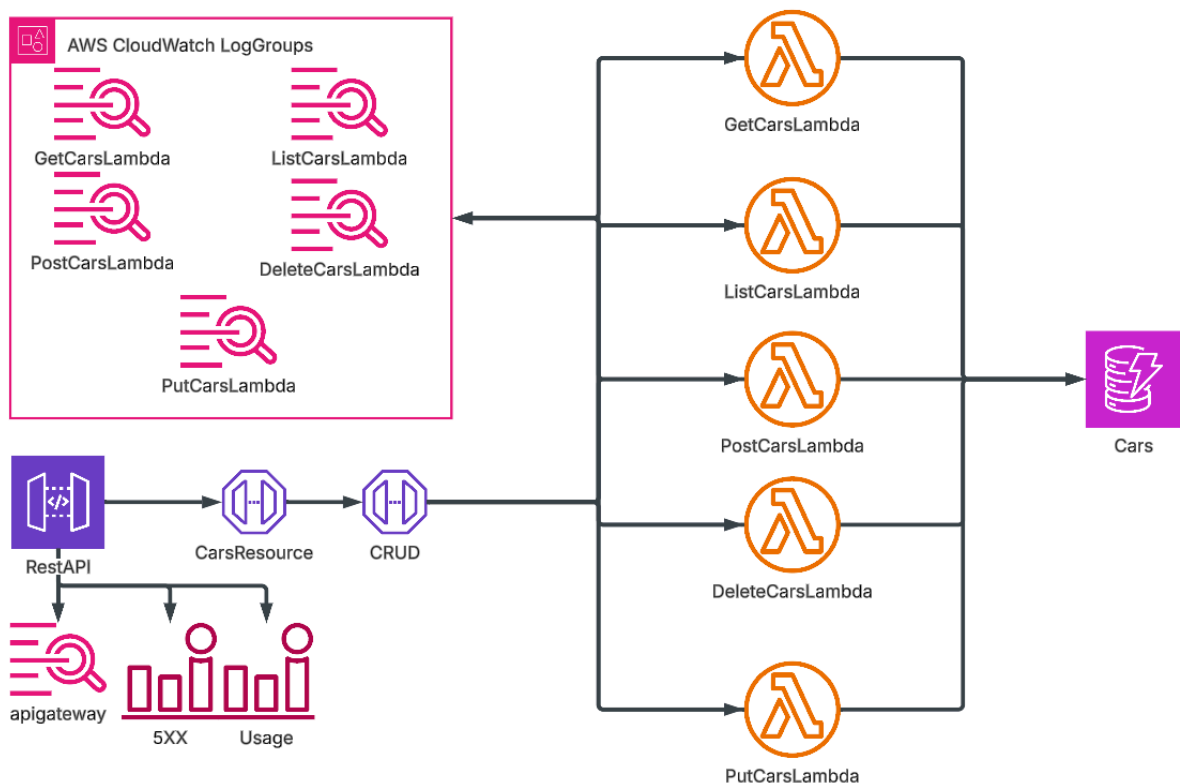 AWS CloudWatch LogGroups
GetCarsLambda
ListCarsLambda
PostCarsLambda
DeleteCarsLambda
PutCarsLambda
GetCarsLambda
ListCarsLambda
PostCarsLambda
DeleteCarsLambda
PutCarsLambda
Cars
RestAPI
</>
CarsResource
CRUD
apigateway
5XX
Usage